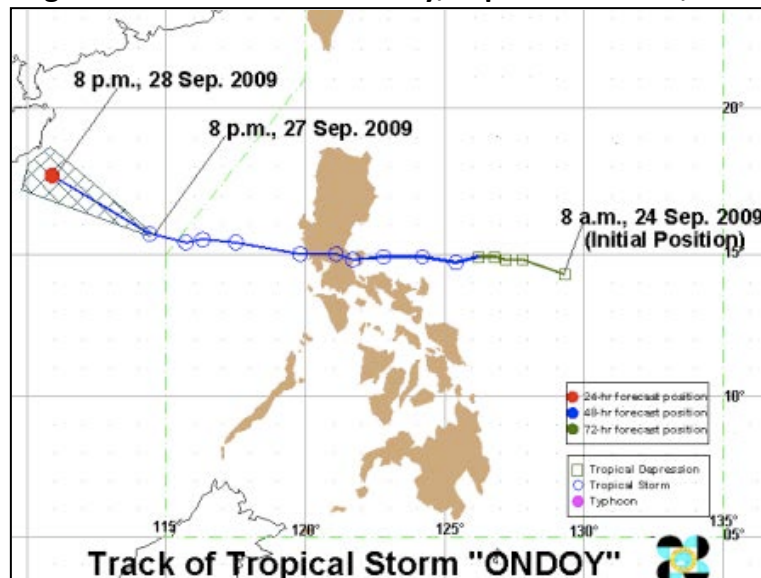 8 p.m., 28 Sep. 2009
20°
8 p.m., 27 Sep. 2009
8 a.m., 24 Sep. 2009
(Initial Position)
15°
24-hr forecast position
48-hr forecast position
72-hr forecast position
10°
Tropical Depression
Tropical Storm
Typhoon
115°
120°
125°
130°
135°
05°
Track of Tropical Storm "ONDOY"